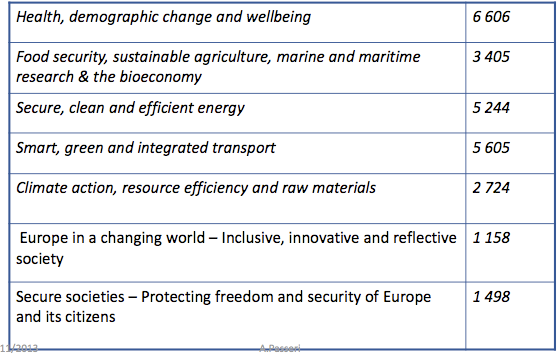 Health, demographic change and wellbeing 6 606
Food security, sustainable agriculture, marine and maritime 3 405
research & the bioeconomy
Secure, clean and efficient energy 5 244
Smart, green and integrated transport 5 605
Climate action, resource efficiency and raw materials 2 724
Europe in a changing world – Inclusive, innovative and reflective 1 158
society
Secure societies – Protecting freedom and security of Europe 1 498
and its citizens